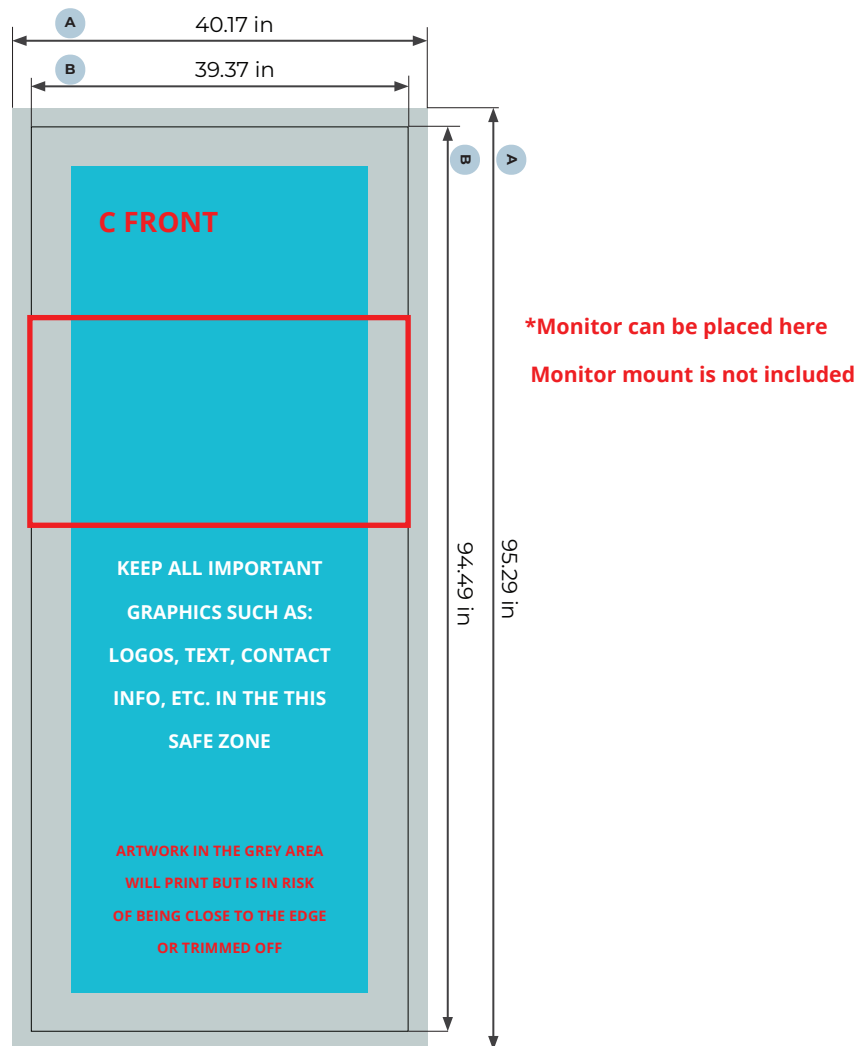 A
40.17 in
B
39.37 in
B
A
C FRONT
*Monitor can be placed here
Monitor mount is not included
94.49 in
95.29 in
KEEP ALL IMPORTANT
GRAPHICS SUCH AS:
LOGOS, TEXT, CONTACT
INFO, ETC. IN THE THIS
SAFE ZONE
ARTWORK IN THE GREY AREA
WILL PRINT BUT IS IN RISK
OF BEING CLOSE TO THE EDGE
OR TRIMMED OFF